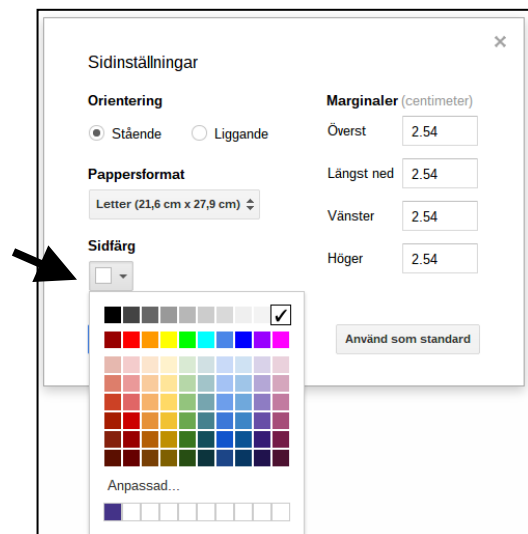 Sidinställningar
Orientering
Stående Liggande
Pappersformat
Letter (21,6 cm x 27,9 cm)
Sidfärg
Marginaler (centimeter)
Överst 2.54
Längst ned 2.54
Vänster 2.54
Höger 2.54
Använd som standard
Anpassad...